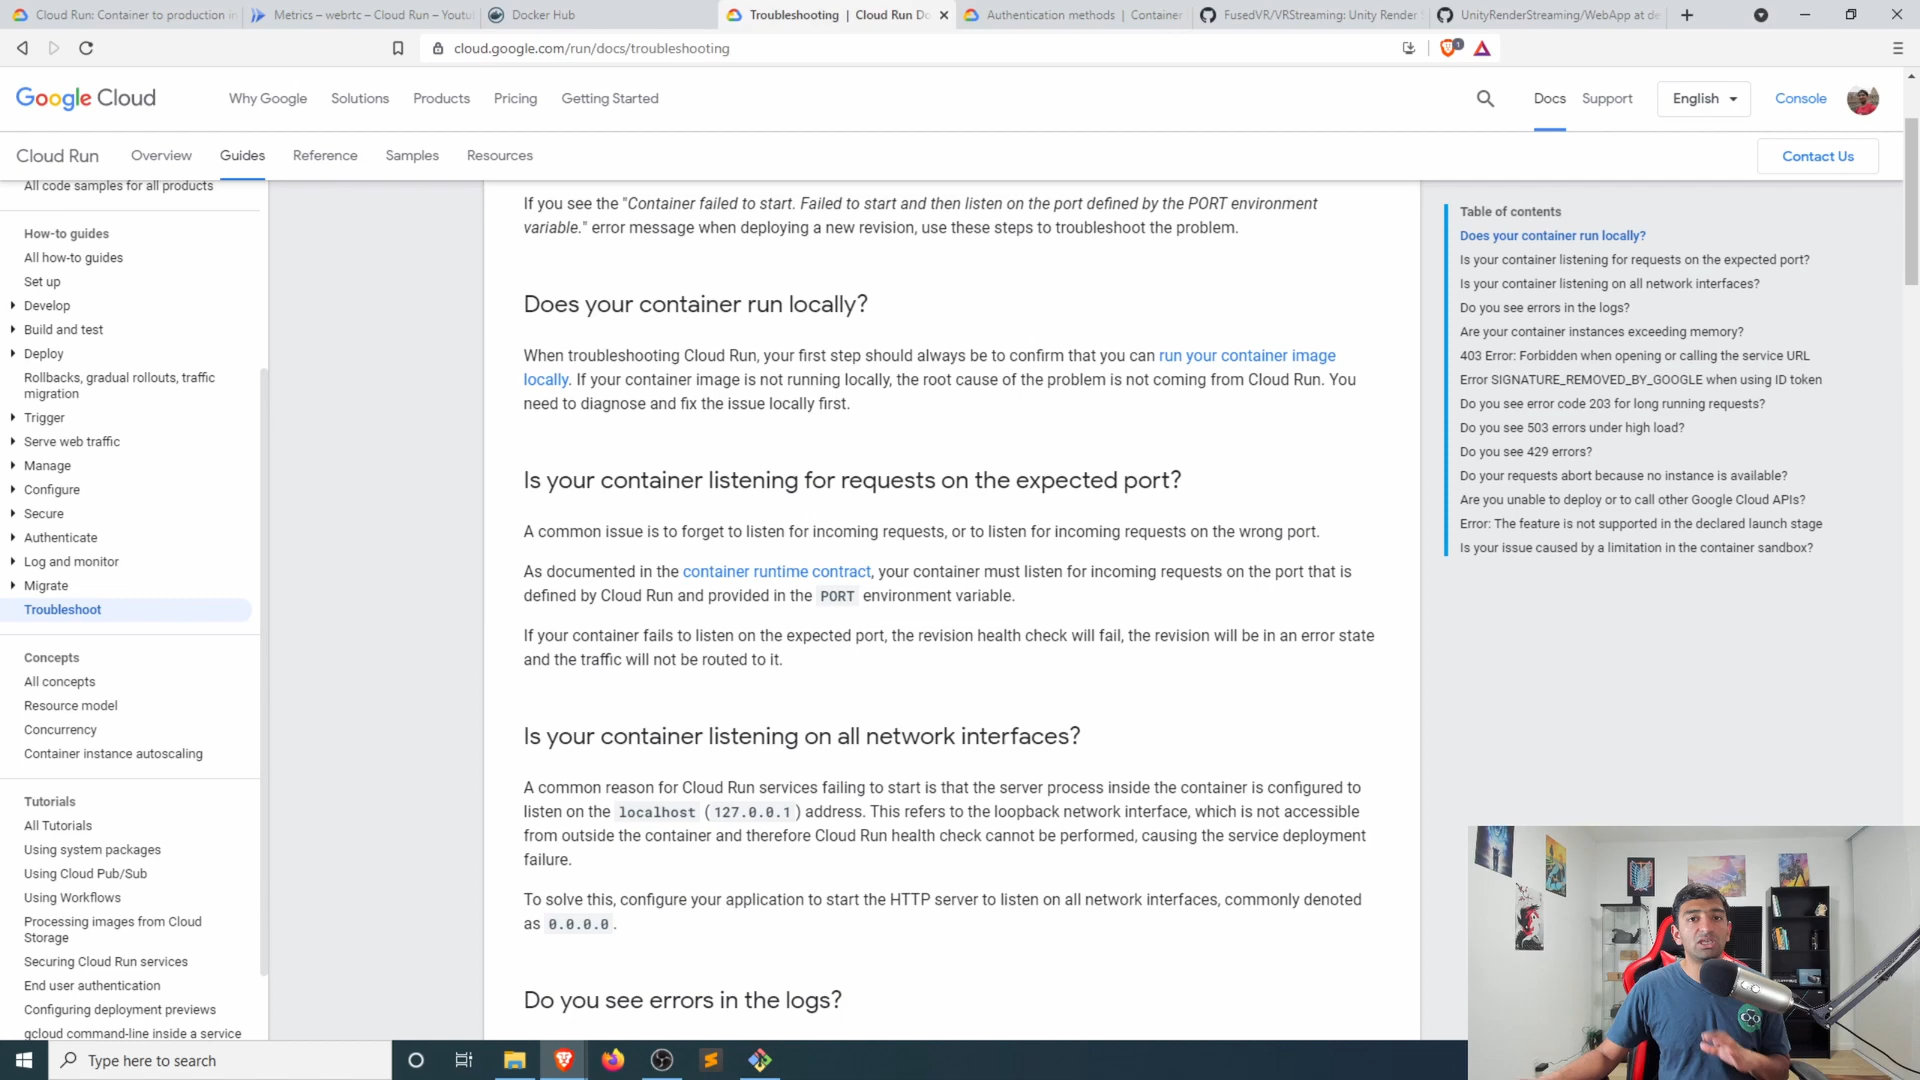 Cloud Run: Container to production in
Metrics – webrtc – Cloud Run – Youtu
Docker Hub
Troubleshooting | Cloud Run Do
Authentication methods | Container
FusedVR/VRStreaming: Unity Render
UnityRenderStreaming/WebApp at de
cloud.google.com/run/docs/troubleshooting
1
Google Cloud
Why Google
Solutions
Products
Pricing
Getting Started
Docs
Support
English
Console
Cloud Run
Overview
Guides
Reference
Samples
Resources
Contact Us
All code samples for all products
How-to guides
All how-to guides
Set up
Develop
Build and test
Deploy
Rollbacks, gradual rollouts, traffic
migration
Trigger
Serve web traffic
Manage
Configure
Secure
Authenticate
Log and monitor
Migrate
Troubleshoot
Concepts
All concepts
Resource model
Concurrency
Container instance autoscaling
Tutorials
All Tutorials
Using system packages
Using Cloud Pub/Sub
Using Workflows
Processing images from Cloud
Storage
Securing Cloud Run services
End user authentication
Configuring deployment previews
gcloud command-line inside a service
If you see the "Container failed to start. Failed to start and then listen on the port defined by the PORT environment
variable." error message when deploying a new revision, use these steps to troubleshoot the problem.
Does your container run locally?
When troubleshooting Cloud Run, your first step should always be to confirm that you can run your container image
locally. If your container image is not running locally, the root cause of the problem is not coming from Cloud Run. You
need to diagnose and fix the issue locally first.
Is your container listening for requests on the expected port?
A common issue is to forget to listen for incoming requests, or to listen for incoming requests on the wrong port.
As documented in the container runtime contract, your container must listen for incoming requests on the port that is
defined by Cloud Run and provided in the PORT environment variable.
If your container fails to listen on the expected port, the revision health check will fail, the revision will be in an error state
and the traffic will not be routed to it.
Is your container listening on all network interfaces?
A common reason for Cloud Run services failing to start is that the server process inside the container is configured to
listen on the localhost (127.0.0.1) address. This refers to the loopback network interface, which is not accessible
from outside the container and therefore Cloud Run health check cannot be performed, causing the service deployment
failure.
To solve this, configure your application to start the HTTP server to listen on all network interfaces, commonly denoted
as 0.0.0.0.
Do you see errors in the logs?
Table of contents
Does your container run locally?
Is your container listening for requests on the expected port?
Is your container listening on all network interfaces?
Do you see errors in the logs?
Are your container instances exceeding memory?
403 Error: Forbidden when opening or calling the service URL
Error SIGNATURE_REMOVED_BY_GOOGLE when using ID token
Do you see error code 203 for long running requests?
Do you see 503 errors under high load?
Do you see 429 errors?
Do your requests abort because no instance is available?
Are you unable to deploy or to call other Google Cloud APIs?
Error: The feature is not supported in the declared launch stage
Is your issue caused by a limitation in the container sandbox?
Type here to search